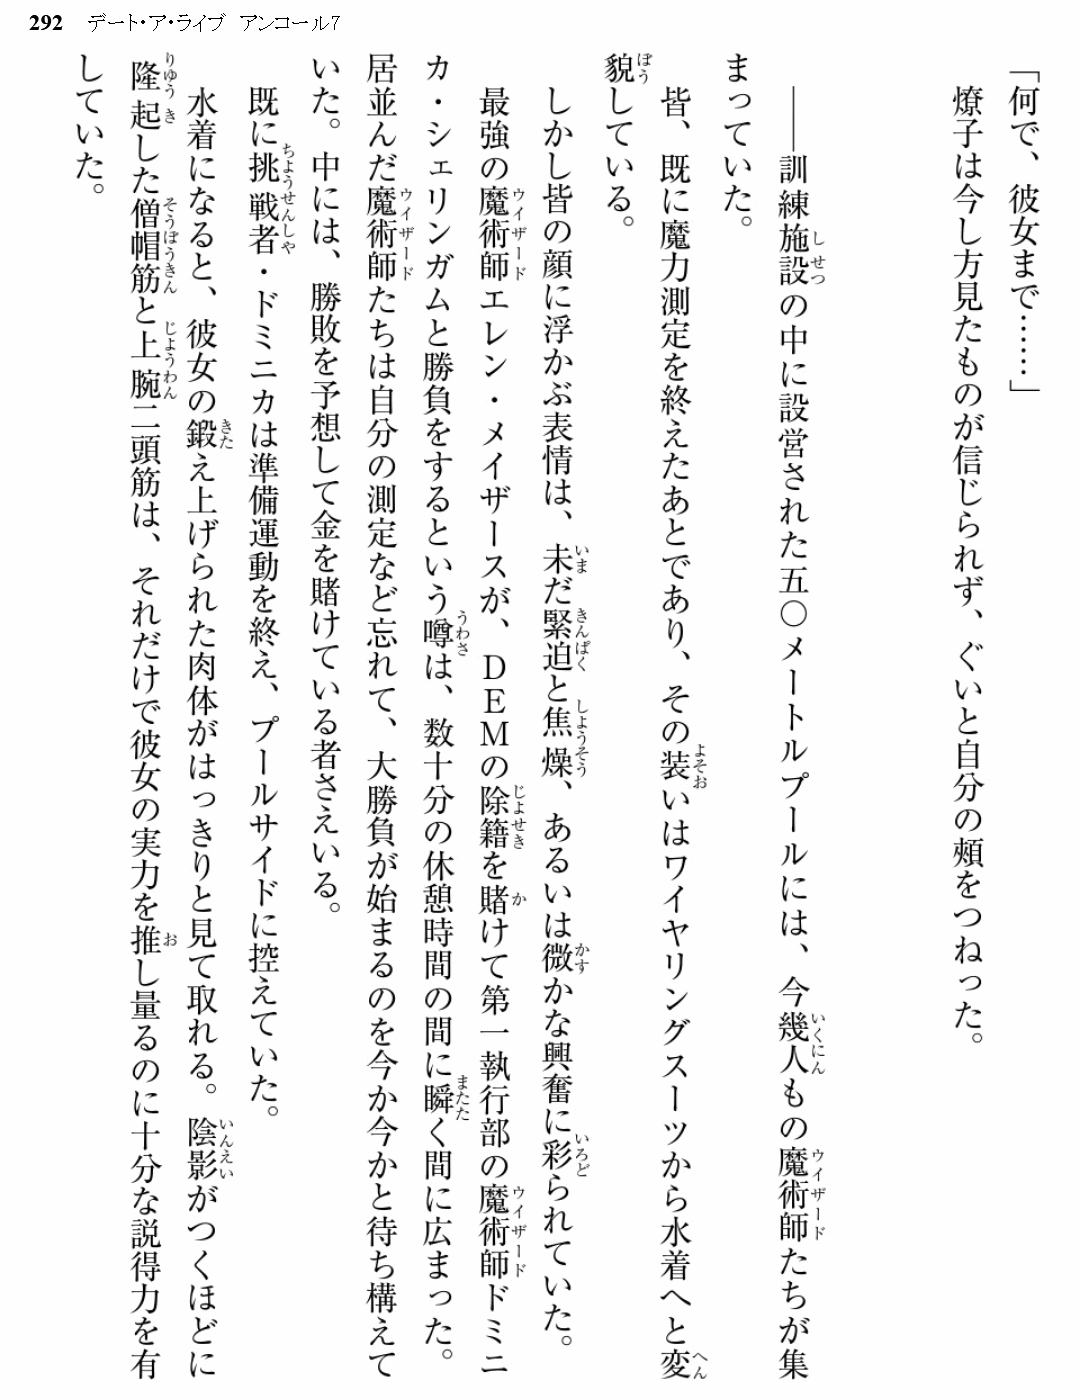 292 デート・ア・ライブ アンコール7
「何で、彼女まで……」
燎子は今し方見たものが信じられず、ぐいと自分の頰をつねった。
――訓練施設の中に設営された五〇メートルプールには、今幾人もの魔術師たちが集
まっていた。
皆、既に魔力測定を終えたあとであり、その装いはワイヤリングスーツから水着へと変
貌している。
しかし皆の顔に浮かぶ表情は、未だ緊迫と焦燥、あるいは微かな興奮に彩られていた。
最強の魔術師エレン・メイザースが、DEMの除籍を賭けて第一執行部の魔術師ドミニ
カ・シェリンガムと勝負をするという噂は、数十分の休憩時間の間に瞬く間に広まった。
居並んだ魔術師たちは自分の測定など忘れて、大勝負が始まるのを今か今かと待ち構えて
いた。中には、勝敗を予想して金を賭けている者さえいる。
既に挑戦者・ドミニカは準備運動を終え、プールサイドに控えていた。
水着になると、彼女の鍛え上げられた肉体がはっきりと見て取れる。陰影がつくほどに
隆起した僧帽筋と上腕二頭筋は、それだけで彼女の実力を推し量るのに十分な説得力を有
していた。